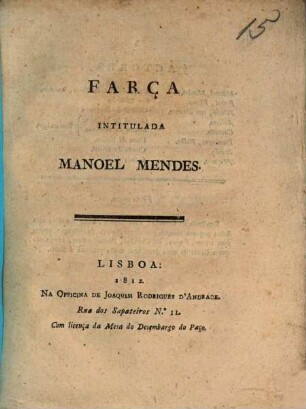 15
FARÇA
INTITULADA
MANOEL MENDES.
LISBOA:
1812.
NA OFFICINA DE JOAQUIM RODRIGUES D'ANDRADE.
Rua dos Sapateiros N.º 11.
Com licença da Mesa do Desembargo do Paço.